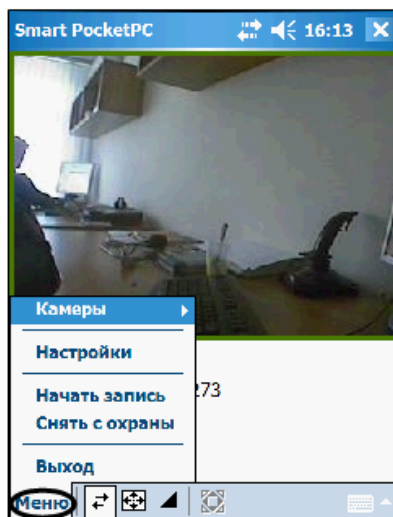 Smart PocketPC 16:13
Камеры
Настройки
273
Начать запись
Снять с охраны
Выход
Меню